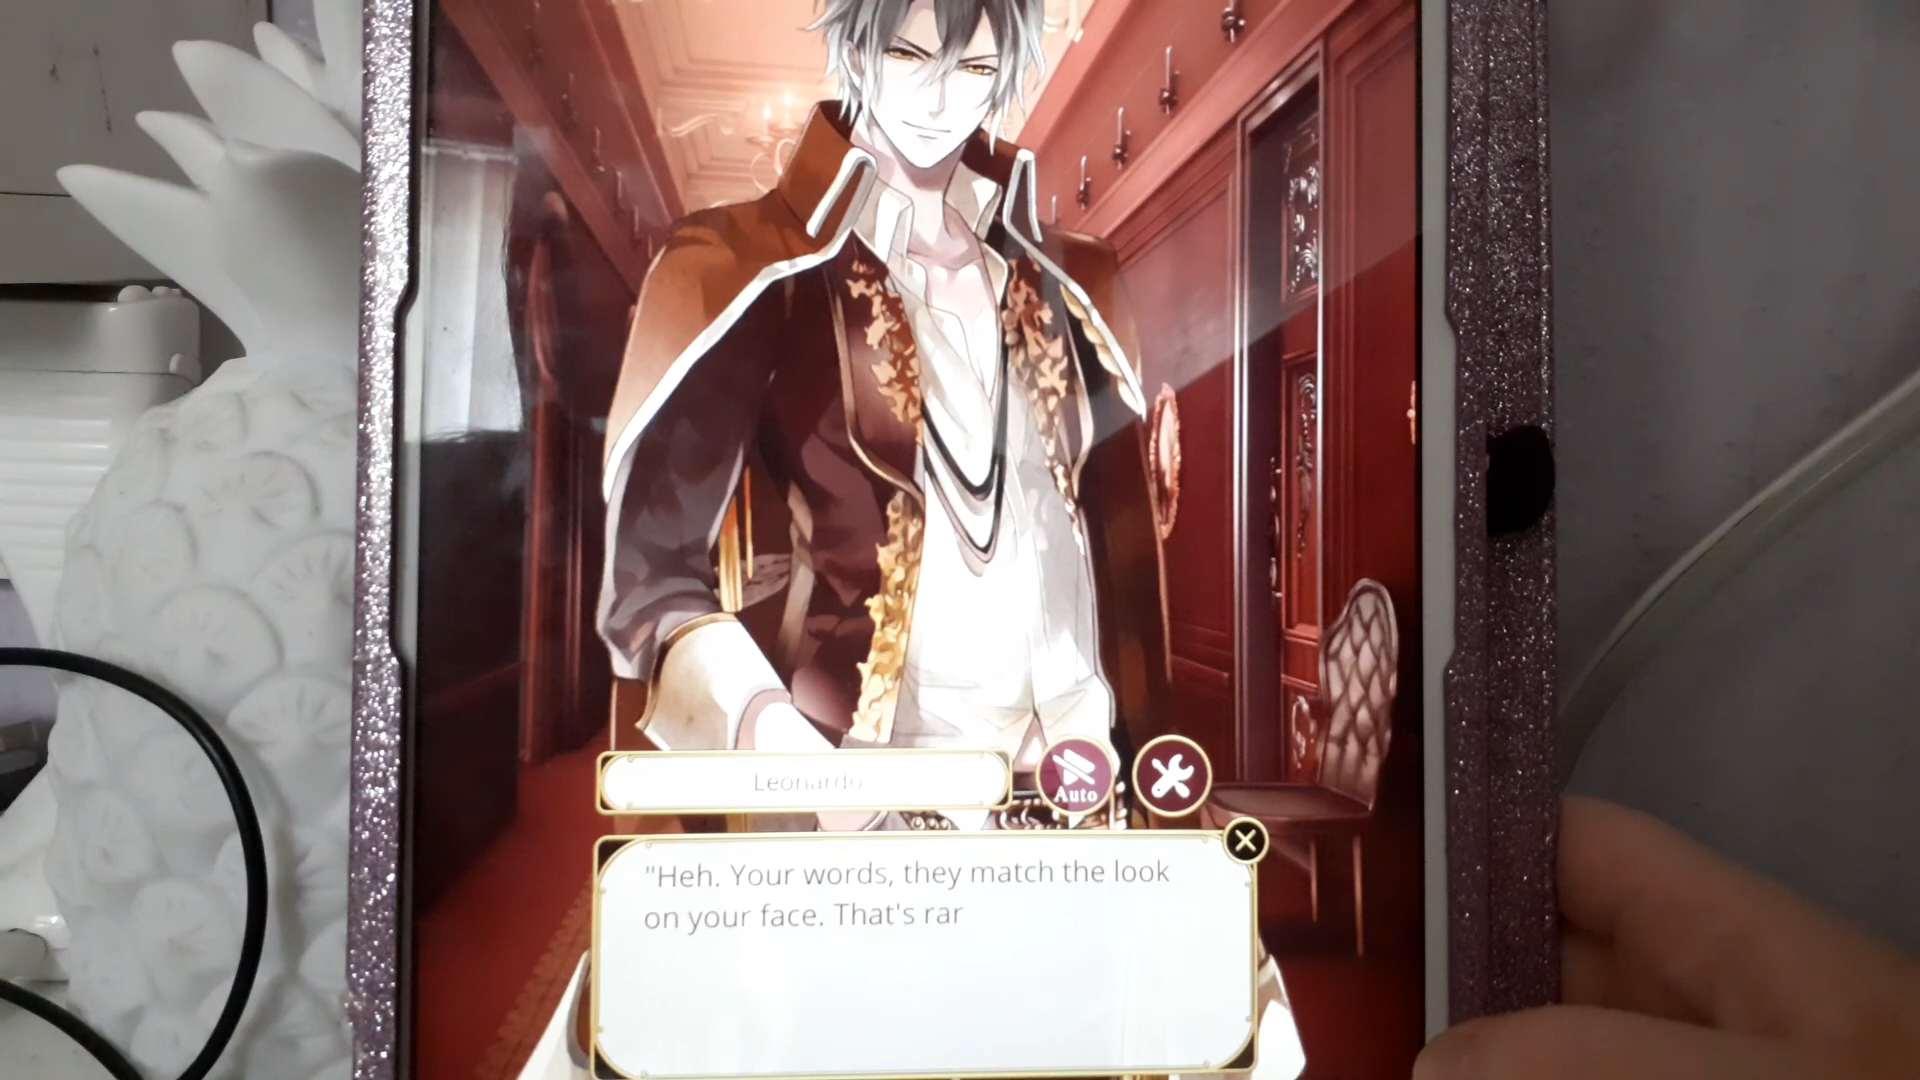 Leonardo
Auto
"Heh. Your words, they match the look
on your face. That's rar